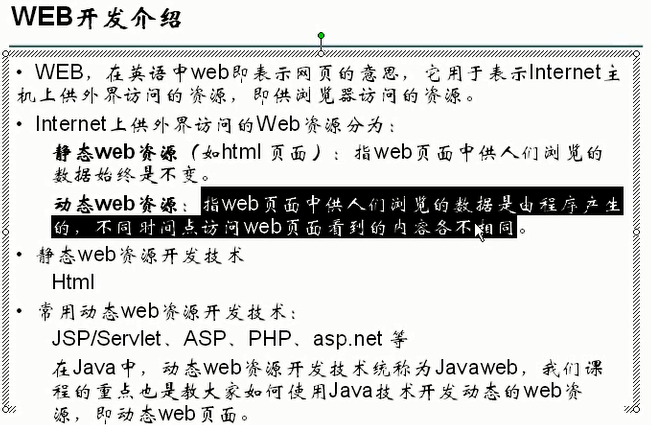 WEB开发介绍
• WEB，在英语中web即表示网页的意思，它用于表示Internet主
机上供外界访问的资源，即供浏览器访问的资源。
• Internet上供外界访问的Web资源分为：
静态web资源（如html 页面）：指web页面中供人们浏览的
数据始终是不变。
动态web资源：指web页面中供人们浏览的数据是由程序产生
的，不同时间点访问web页面看到的内容各不相同。
• 静态web资源开发技术
Html
• 常用动态web资源开发技术：
JSP/Servlet、ASP、PHP、asp.net 等
在Java中，动态web资源开发技术统称为Javaweb，我们课
程的重点也是教大家如何使用Java技术开发动态的web资
源，即动态web页面。